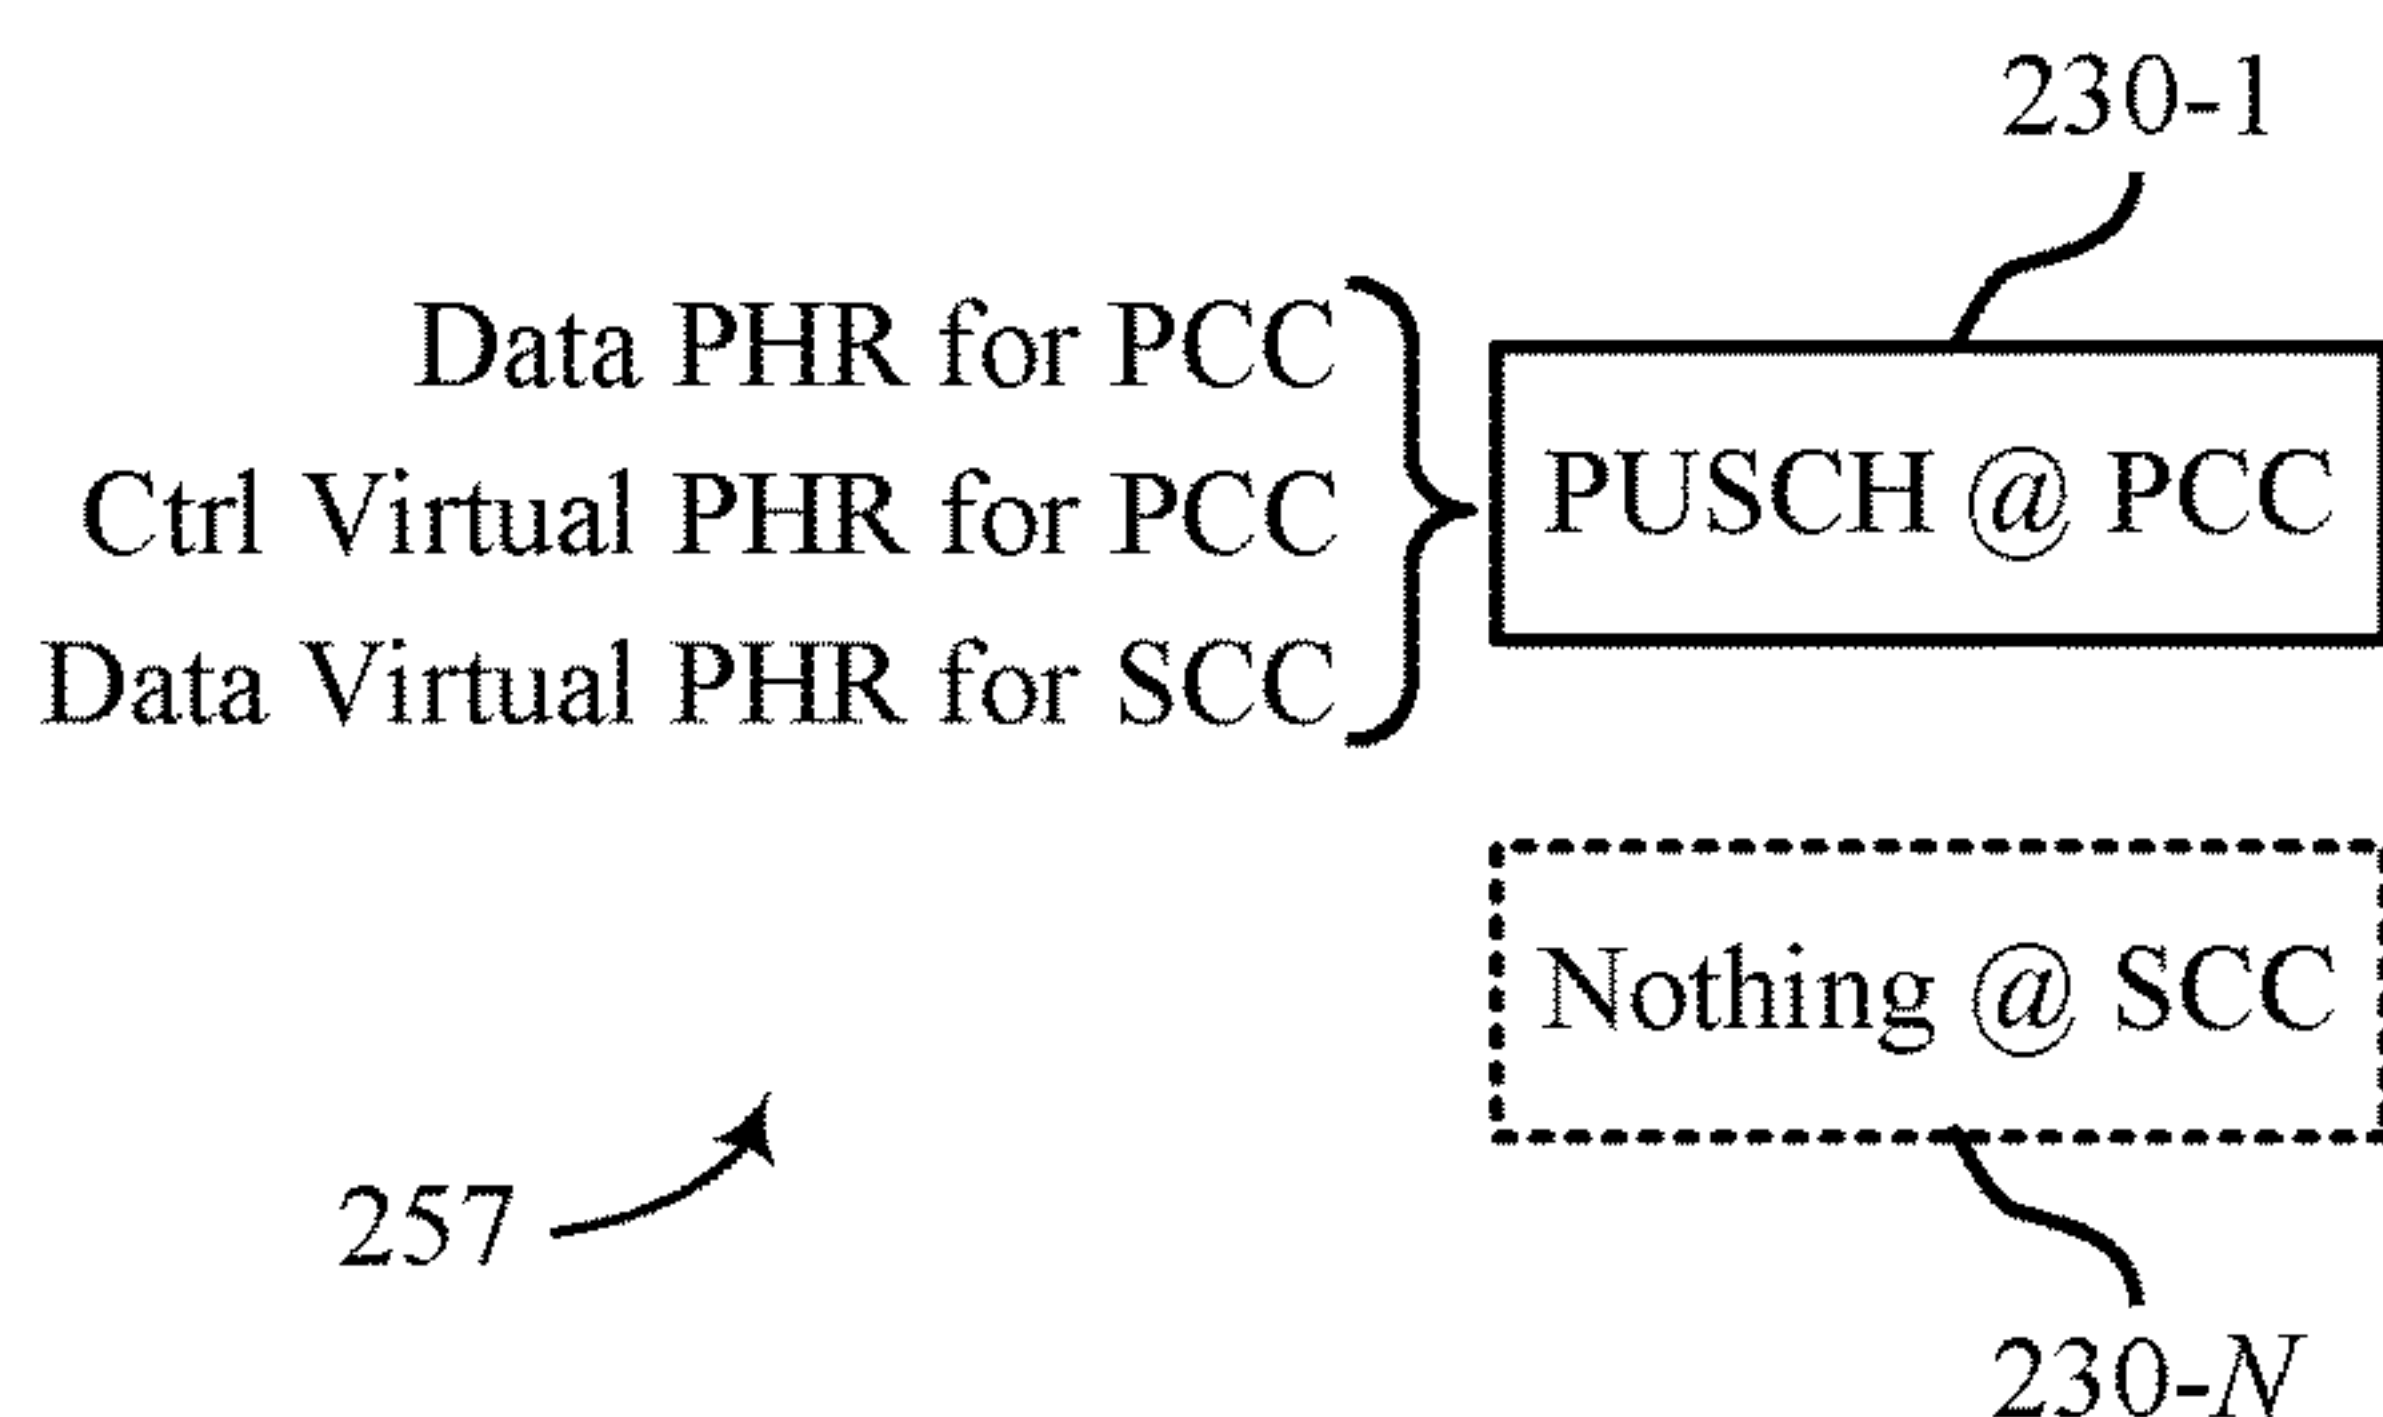 230-1
Data PHR for PCC
Ctrl Virtual PHR for PCC
Data Virtual PHR for SCC
PUSCH @ PCC
Nothing @ SCC
257
230-N